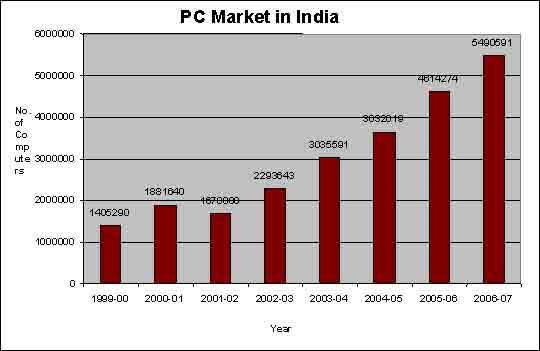 PC Market in India
6000000
5000000
4000000
3000000
2000000
1000000
0
No.
of
Co
mp
ute
rs
1405290
1881640
1670000
2293643
3035591
3032019
4614274
5490591
1999-00 2000-01 2001-02 2002-03 2003-04 2004-05 2005-06 2006-07
Year